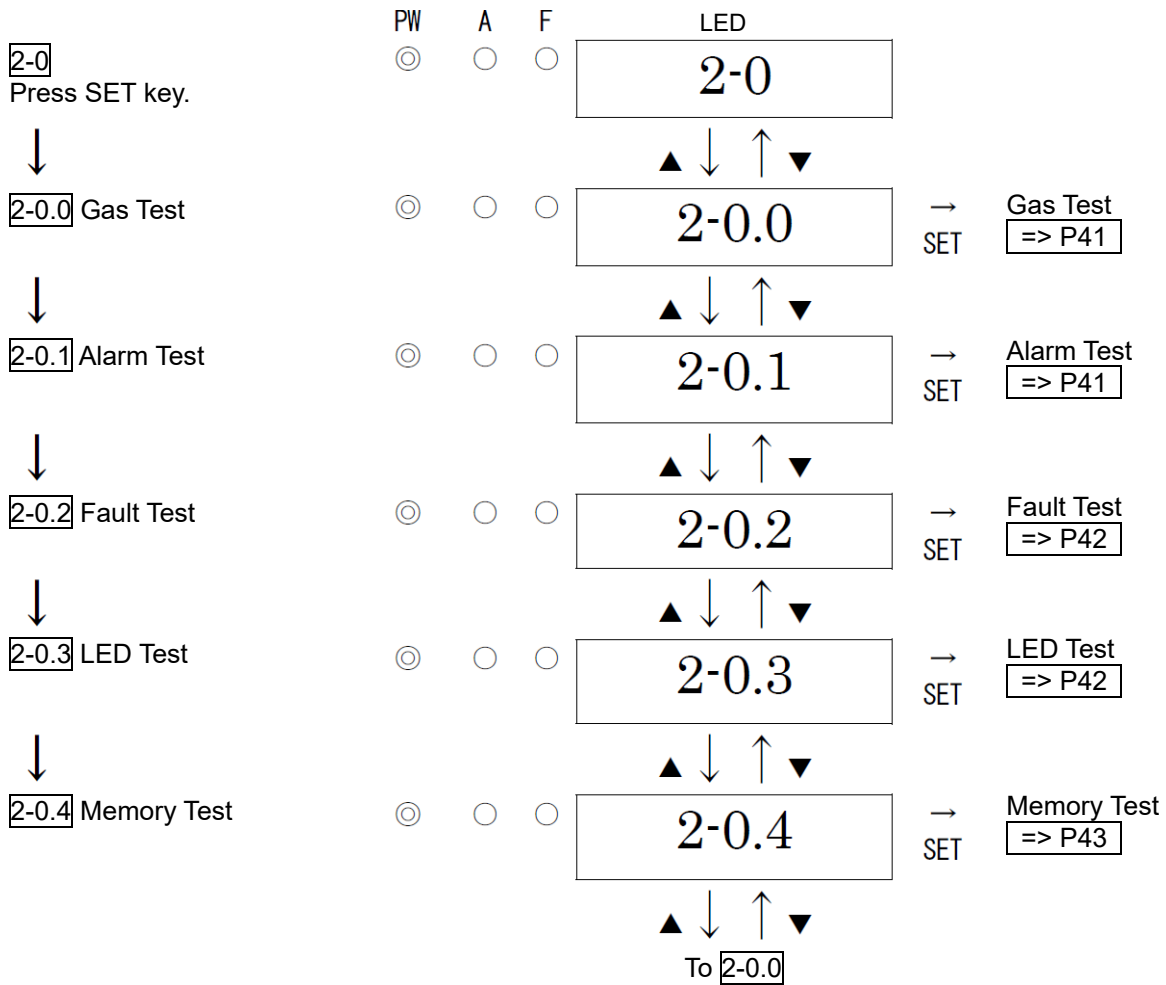 PW A F LED
2-0
Press SET key.
2-0
▲ ↓ ↑ ▼
2-0.0 Gas Test
2-0.0
→
SET
Gas Test
=> P41
▲ ↓ ↑ ▼
2-0.1 Alarm Test
2-0.1
→
SET
Alarm Test
=> P41
▲ ↓ ↑ ▼
2-0.2 Fault Test
2-0.2
→
SET
Fault Test
=> P42
▲ ↓ ↑ ▼
2-0.3 LED Test
2-0.3
→
SET
LED Test
=> P42
▲ ↓ ↑ ▼
2-0.4 Memory Test
2-0.4
→
SET
Memory Test
=> P43
▲ ↓ ↑ ▼
To 2-0.0